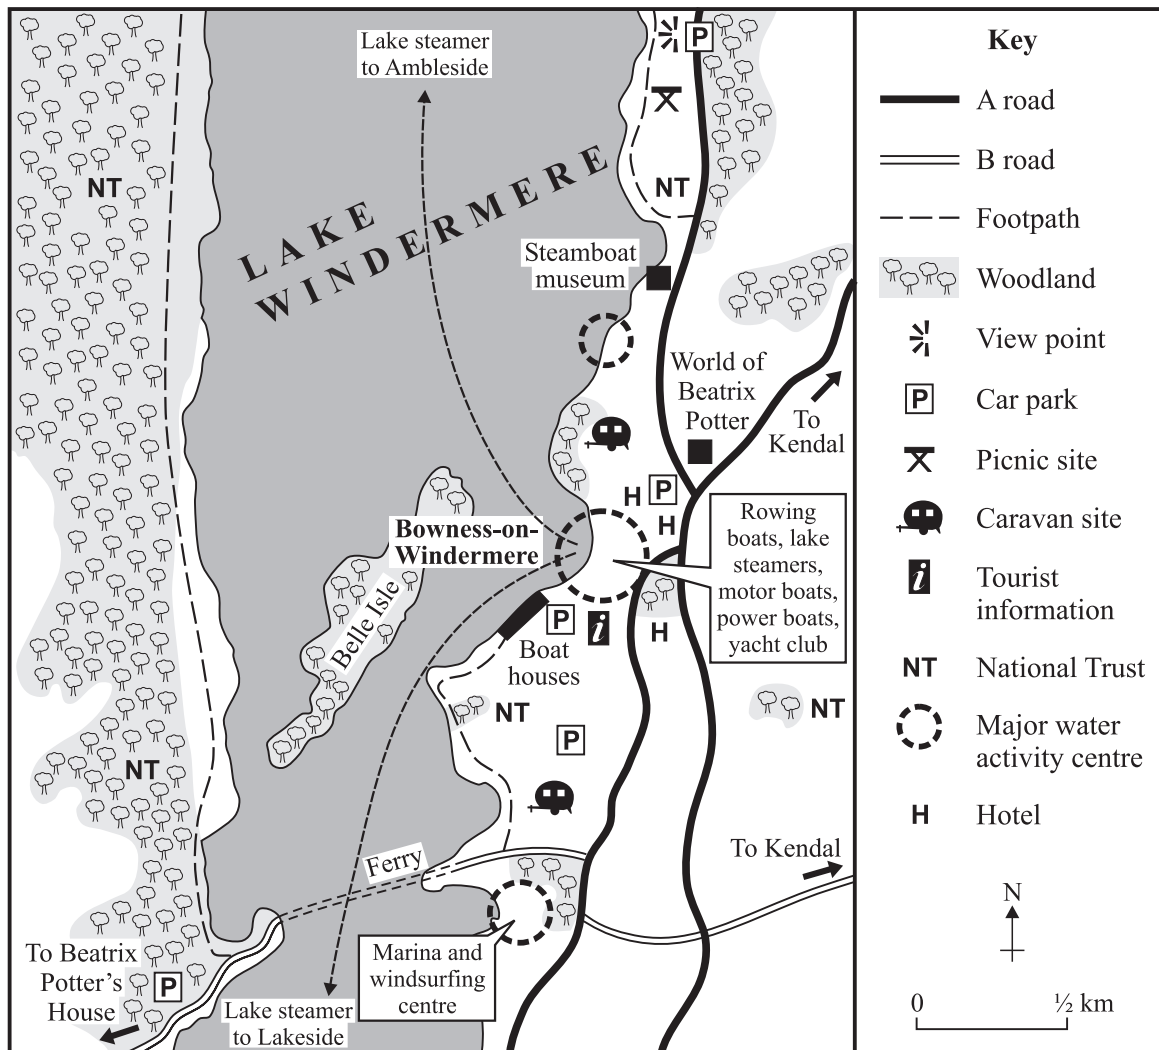 Lake steamer
to Ambleside
P
NT
NT
LAKE
WINDERMERE
Steamboat
museum
World of
Beatrix
Potter
To
Kendal
H
P
H
Bowness-on-
Windermere
Rowing
boats, lake
steamers,
motor boats,
power boats,
yacht club
Belle Isle
P
i
H
Boat
houses
NT
NT
P
NT
Ferry
To Kendal
To Beatrix
Potter's
House
P
Marina and
windsurfing
centre
Lake steamer
to Lakeside
Key
A road
B road
Footpath
Woodland
View point
P
Car park
Picnic site
Caravan site
i
Tourist
information
NT
National Trust
Major water
activity centre
H
Hotel
N
0
½ km